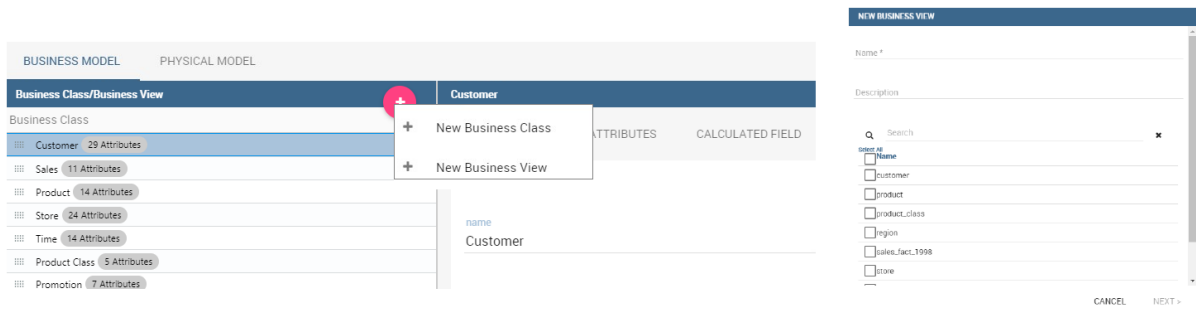 BUSINESS MODEL PHYSICAL MODEL
Business Class/Business View
Business Class
Customer 29 Attributes
Sales 11 Attributes
Product 14 Attributes
Store 24 Attributes
Time 14 Attributes
Product Class 5 Attributes
Promotion 7 Attributes
New Business Class
New Business View
Customer
ATTRIBUTES CALCULATED FIELD
name
Customer
NEW BUSINESS VIEW
Name *
Description
Search
Select All
Name
customer
product
product_class
region
sales_fact_1998
store
CANCEL NEXT >